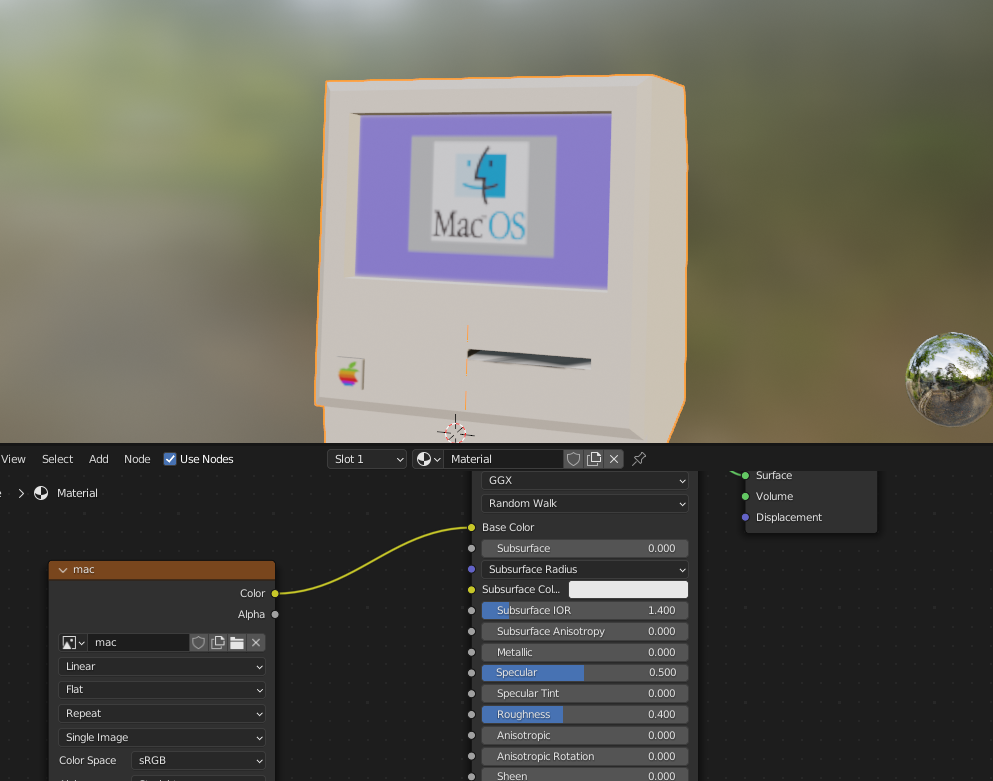 Mac OS
View Select Add Node Use Nodes Slot 1 Material
Material
GGX
Surface
Random Walk
Volume
Base Color
Displacement
Subsurface 0.000
mac
Subsurface Radius
Color
Subsurface Col...
Alpha
Subsurface IOR 1.400
mac
Subsurface Anisotropy 0.000
Linear
Metallic 0.000
Flat
Specular 0.500
Repeat
Specular Tint 0.000
Single Image
Roughness 0.400
Color Space sRGB
Anisotropic 0.000
Anisotropic Rotation 0.000
Sheen 0.000